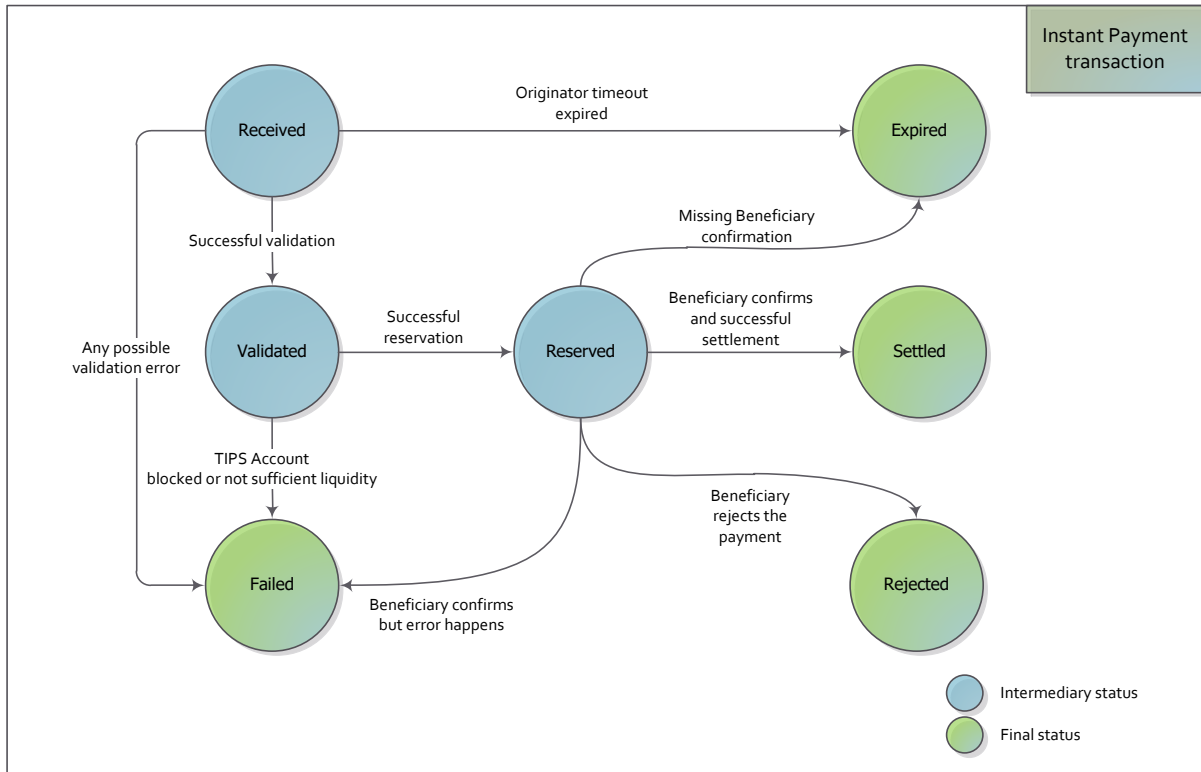 Instant Payment
transaction
Received
Originator timeout
expired
Expired
Successful validation
Missing Beneficiary
confirmation
Any possible
validation error
Validated
Successful
reservation
Reserved
Beneficiary confirms
and successful
settlement
Settled
TIPS Account
blocked or not sufficient liquidity
Beneficiary
rejects the
payment
Failed
Beneficiary confirms
but error happens
Rejected
Intermediary status
Final status